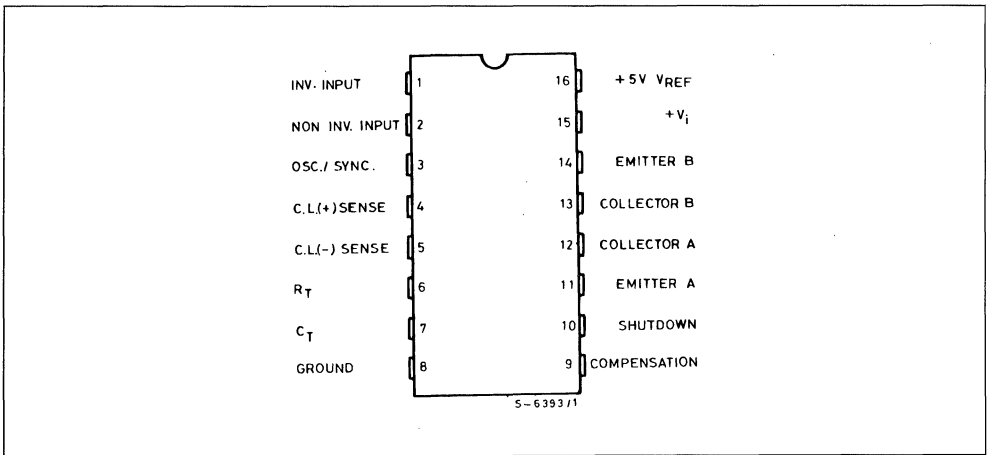 INV. INPUT 1
NON INV. INPUT 2
OSC./ SYNC. 3
C.L.(+) SENSE 4
C.L.(-) SENSE 5
RT 6
CT 7
GROUND 8
16 +5V VREF
15 +Vi
14 EMITTER B
13 COLLECTOR B
12 COLLECTOR A
11 EMITTER A
10 SHUTDOWN
9 COMPENSATION
S-6393/1